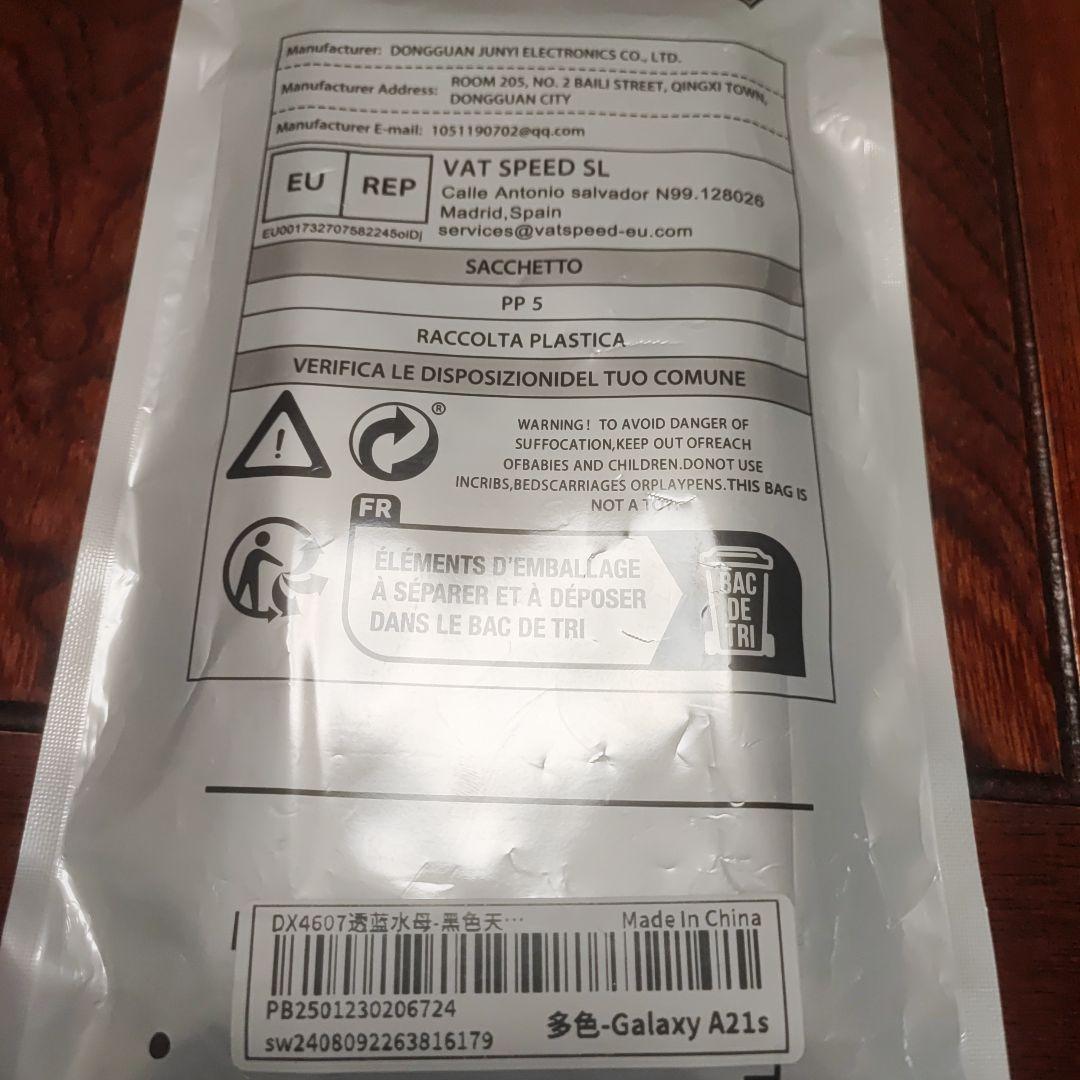 Manufacturer: DONGGUAN JUNYI ELECTRONICS CO., LTD.
Manufacturer Address: ROOM 205, NO. 2 BAILI STREET, QINGXI TOWN,
DONGGUAN CITY
Manufacturer E-mail: 1051190702@qq.com
EU REP
VAT SPEED SL
Calle Antonio salvador N99.128026
Madrid,Spain
services@vatspeed-eu.com
EU001732707582245olDj
SACCHETTO
PP 5
RACCOLTA PLASTICA
VERIFICA LE DISPOSIZIONIDEL TUO COMUNE
®
WARNING! TO AVOID DANGER OF
SUFFOCATION,KEEP OUT OFREACH
OFBABIES AND CHILDREN.DONOT USE
INCRIBS,BEDSCARRIAGES ORPLAYPENS.THIS BAG IS
NOT A
FR
ÉLÉMENTS D'EMBALLAGE
À SÉPARER ET À DÉPOSER
DANS LE BAC DE TRI
BAC
DE
TRI
DX4607透蓝水母-黑色天…
Made In China
PB2501230206724
sw2408092263816179
多色-Galaxy A21s